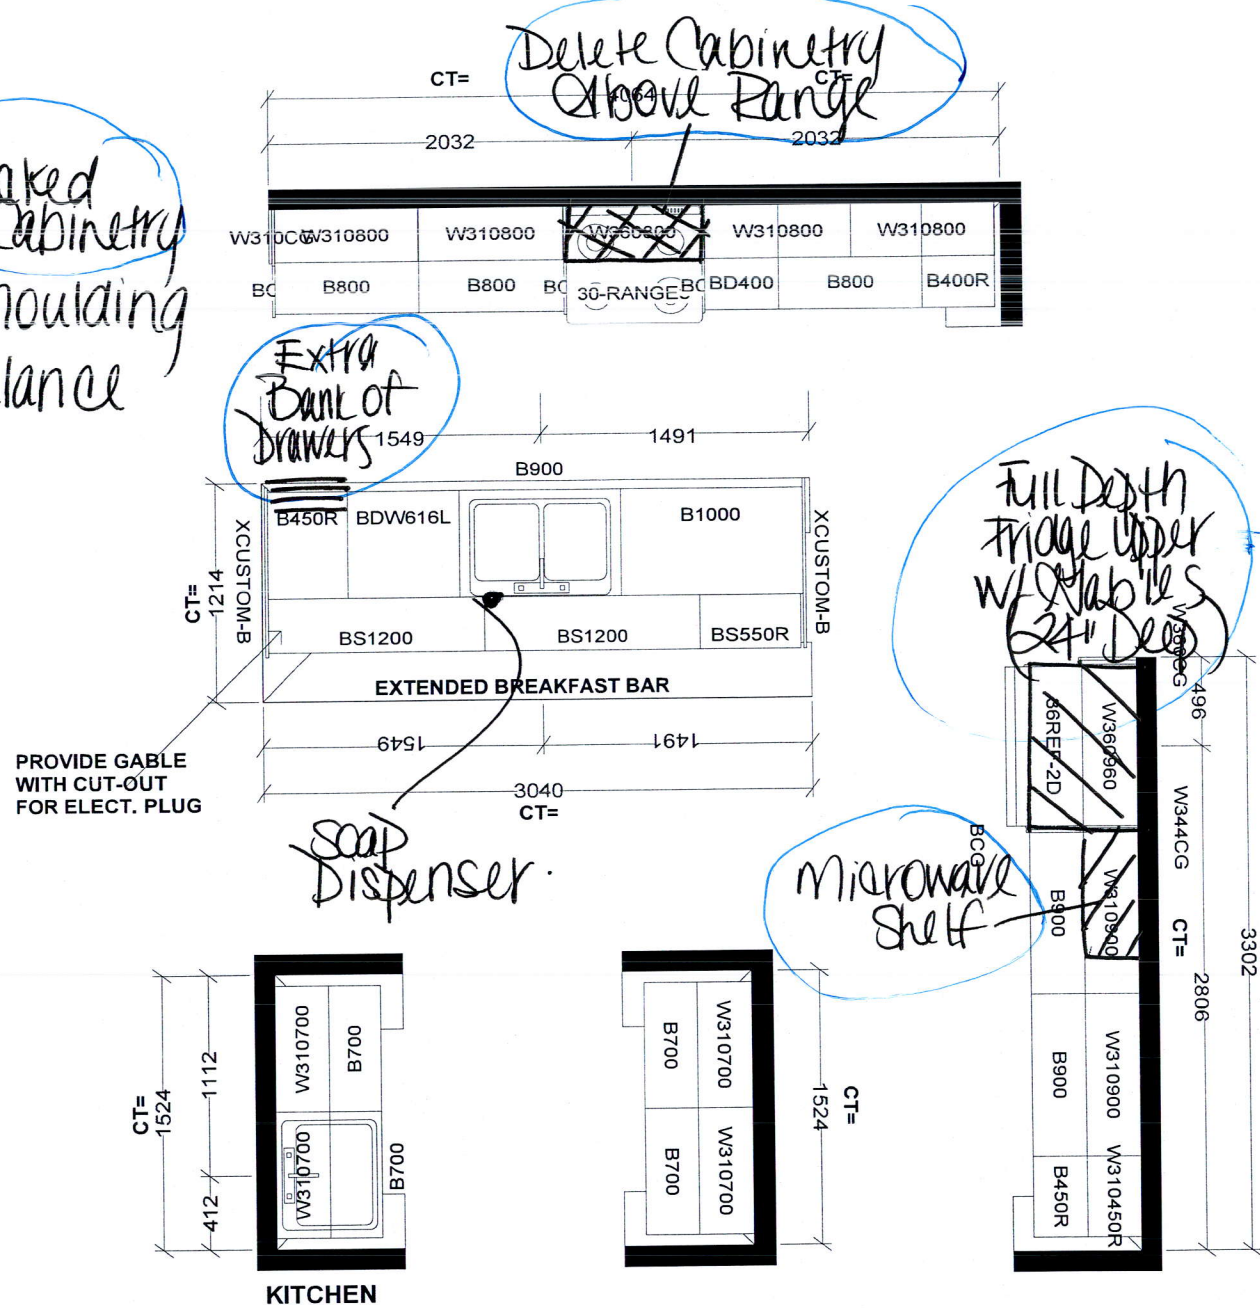 Delete Cabinetry
Above Range
CT=
CT=
4064
2032
2032
aked
Cabinetry
moulding
lance
W310CG
W310800
W310800
W360800
W310800
W310800
B800
B800
30-RANGE
BD400
B800
B400R
Extra
Bank of
Drawers
1549
1491
B900
B450R
BDW616L
B1000
XCUSTOM-B
XCUSTOM-B
CT=
1214
BS1200
BS1200
BS550R
EXTENDED BREAKFAST BAR
1549
1491
3040
CT=
PROVIDE GABLE
WITH CUT-OUT
FOR ELECT. PLUG
Soap
Dispenser.
Full Depth
Fridge Upper
w/ Gables
(24" Deep)
496
36REF-2D
W360960
W344CG
BCG
B900
W310900
CT=
2806
3302
Microwave
Shelf
B900
W310900
B450R
W310450R
CT=
1524
1112
412
W310700
B700
W310700
B700
KITCHEN
B700
W310700
B700
W310700
1524
CT=